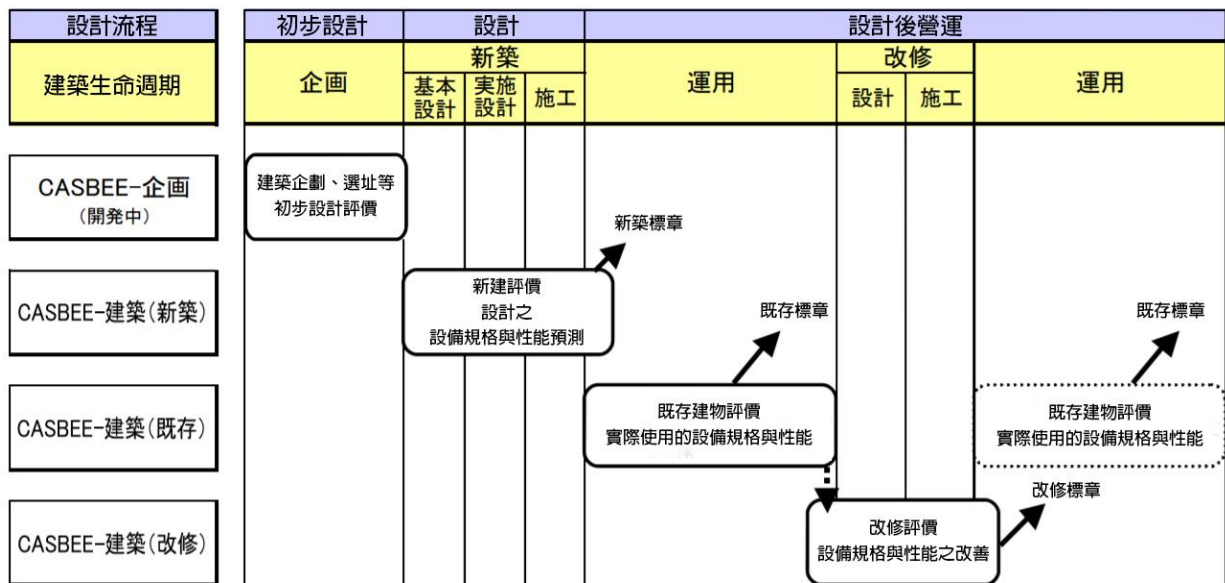 設計流程
初步設計
設計
設計後營運
建築生命週期
企画
新築
基本
設計
実施
設計
施工
運用
改修
設計
施工
運用
CASBEE-企画
(開発中)
建築企劃、選址等
初步設計評價
新築標章
CASBEE-建築(新築)
新建評價
設計之
設備規格與性能預測
既存標章
既存標章
CASBEE-建築(既存)
既存建物評價
實際使用的設備規格與性能
既存建物評價
實際使用的設備規格與性能
改修標章
CASBEE-建築(改修)
改修評價
設備規格與性能之改善